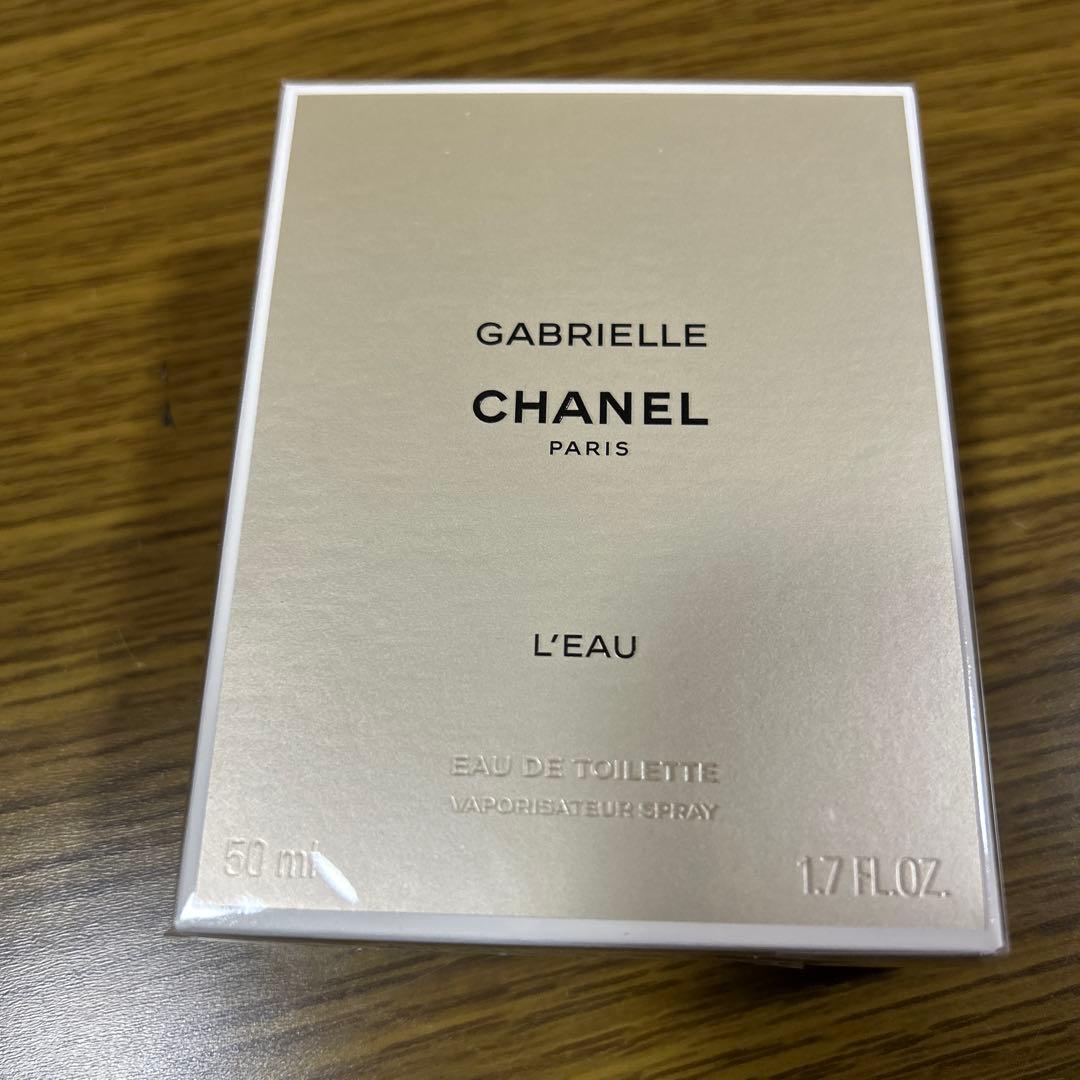 GABRIELLE
CHANEL
PARIS
L'EAU
EAU DE TOILETTE
VAPORISATEUR SPRAY
50 ml 1.7 FL.OZ.